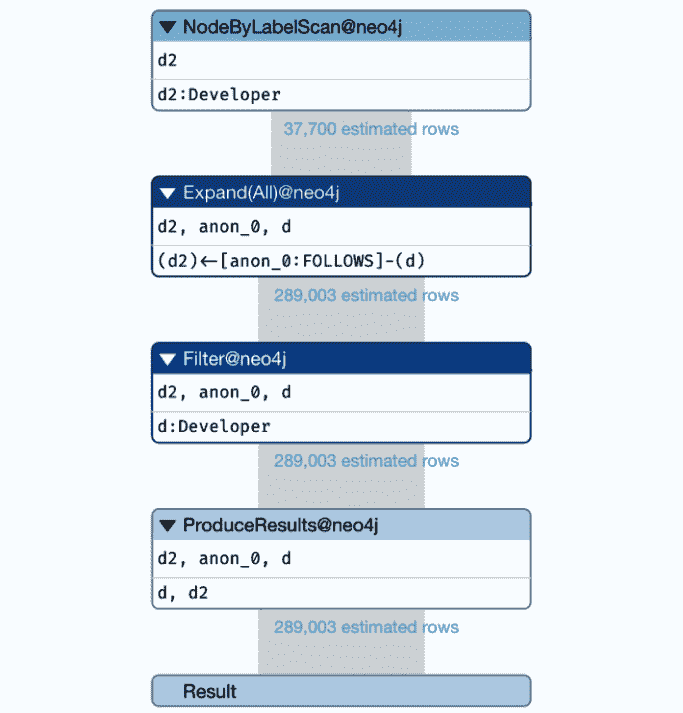 NodeByLabelScan@neo4j
d2
d2:Developer
37,700 estimated rows
Expand(All)@neo4j
d2, anon_0, d
(d2)<-[anon_0:FOLLOWS]-(d)
289,003 estimated rows
Filter@neo4j
d2, anon_0, d
d:Developer
289,003 estimated rows
ProduceResults@neo4j
d2, anon_0, d
d, d2
289,003 estimated rows
Result